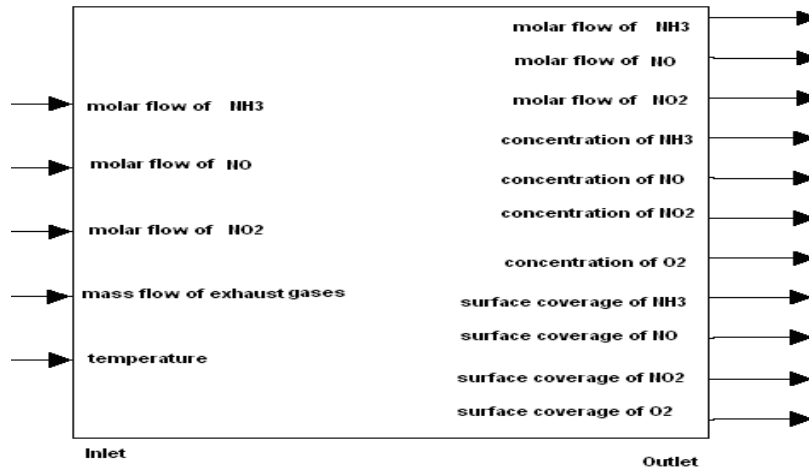 molar flow of NH3
molar flow of NO
molar flow of NO2
mass flow of exhaust gases
temperature
Inlet
molar flow of NH3
molar flow of NO
molar flow of NO2
concentration of NH3
concentration of NO
concentration of NO2
concentration of O2
surface coverage of NH3
surface coverage of NO
surface coverage of NO2
surface coverage of O2
Outlet